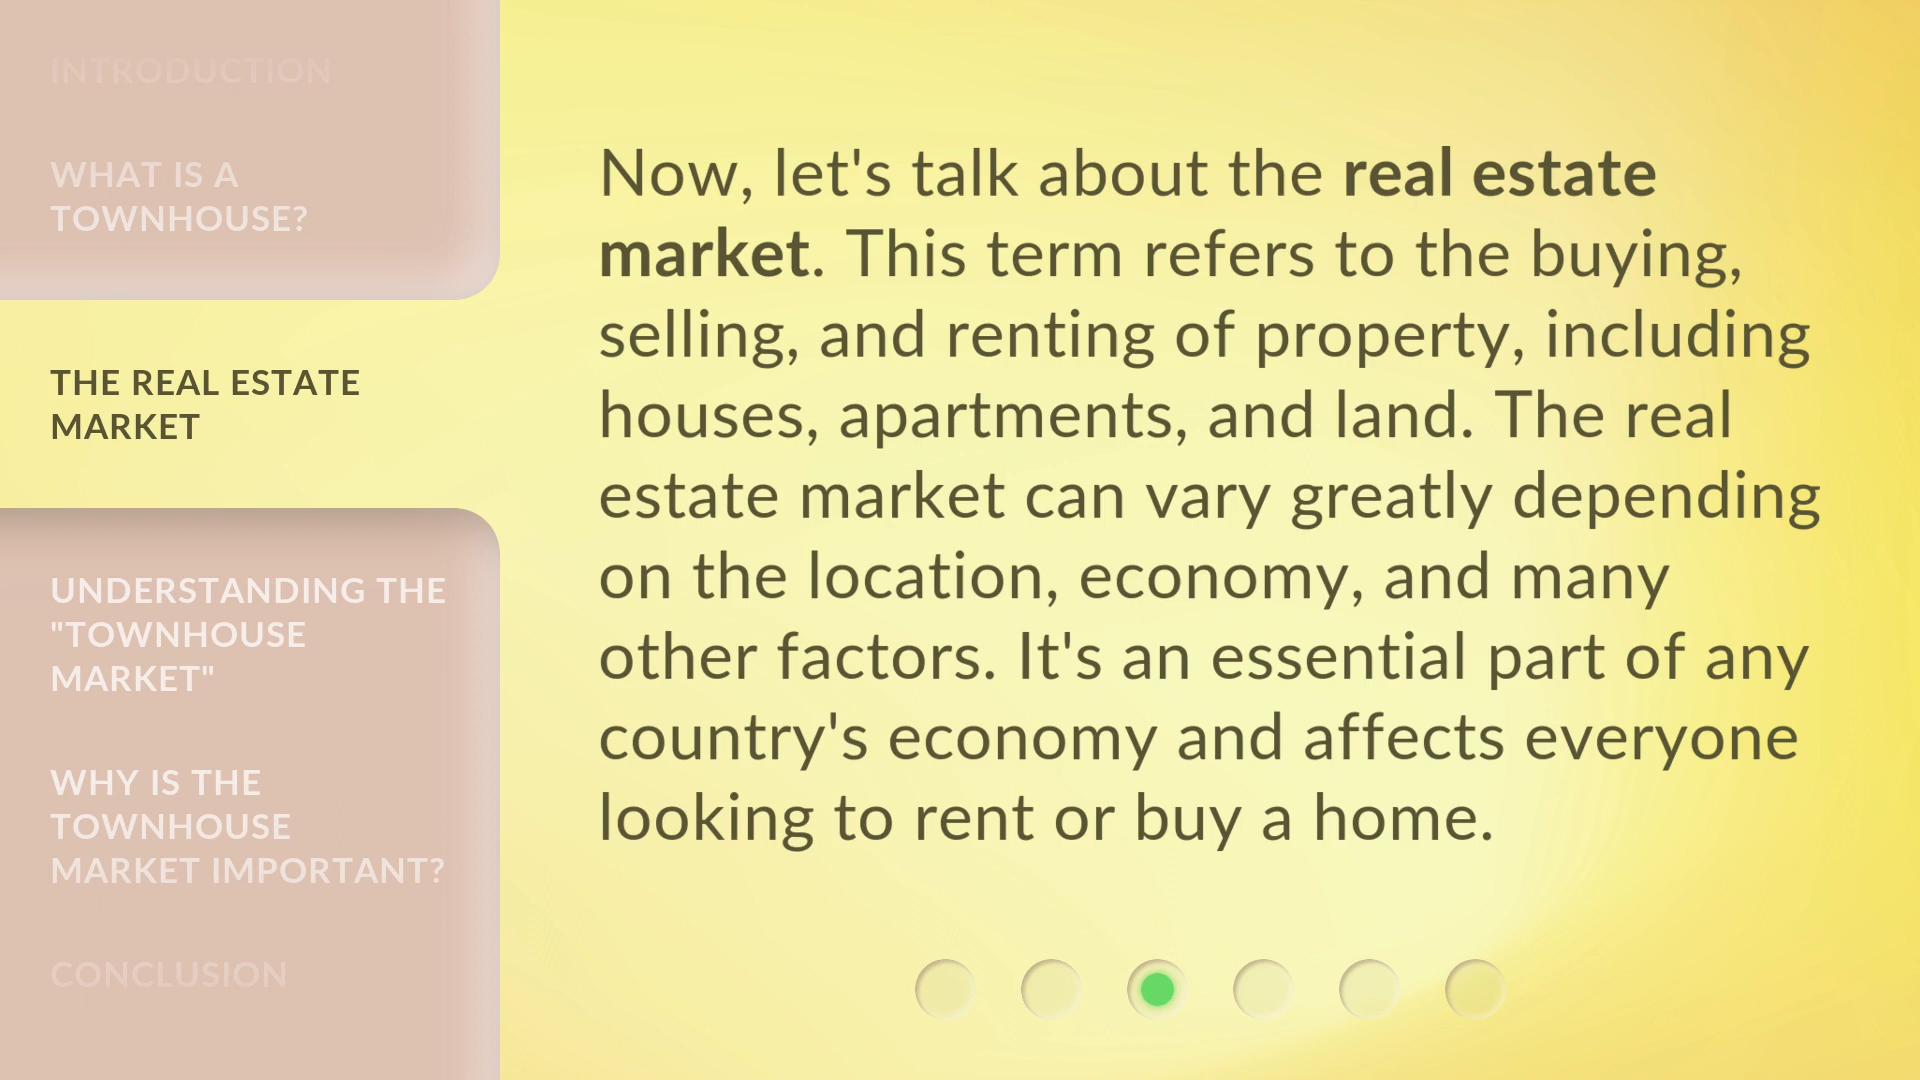 INTRODUCTION
WHAT IS A
TOWNHOUSE?
THE REAL ESTATE
MARKET
UNDERSTANDING THE
"TOWNHOUSE
MARKET"
WHY IS THE
TOWNHOUSE
MARKET IMPORTANT?
CONCLUSION
Now, let's talk about the real estate
market. This term refers to the buying,
selling, and renting of property, including
houses, apartments, and land. The real
estate market can vary greatly depending
on the location, economy, and many
other factors. It's an essential part of any
country's economy and affects everyone
looking to rent or buy a home.